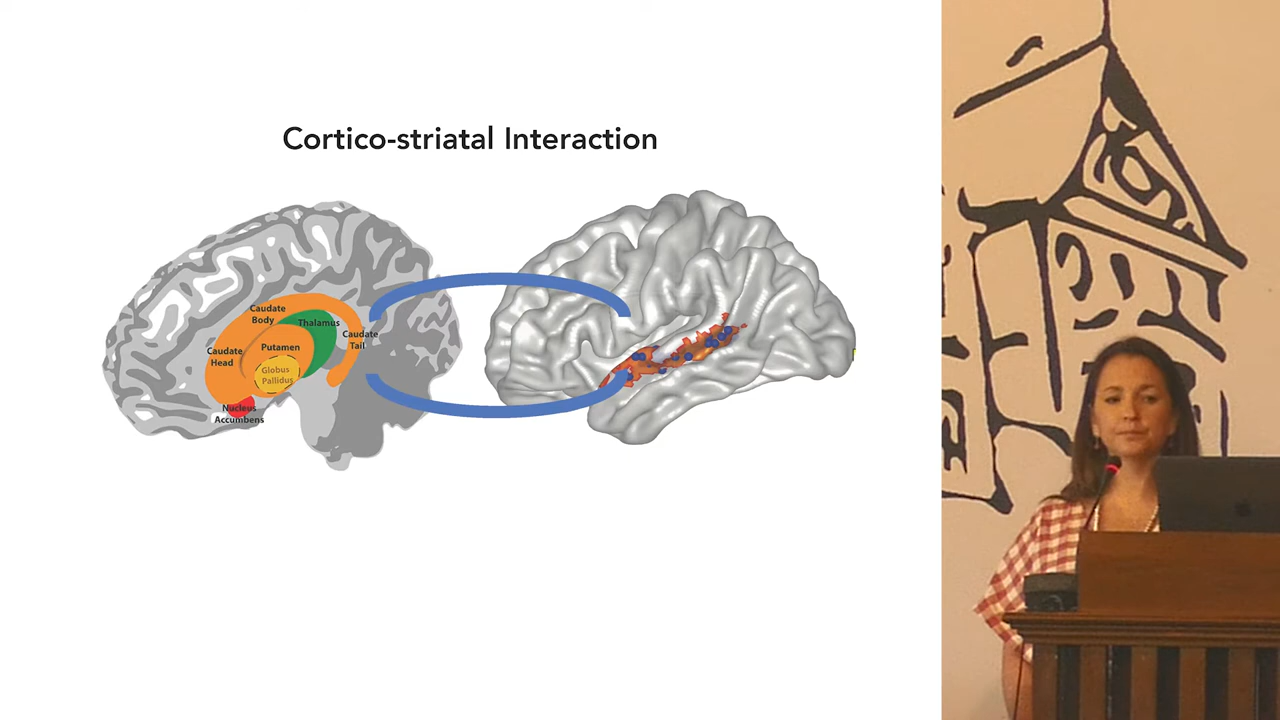 Cortico-striatal Interaction
Caudate
Body
Thalamus
Caudate
Tail
Putamen
Caudate
Head
Globus
Pallidus
Nucleus
Accumbens